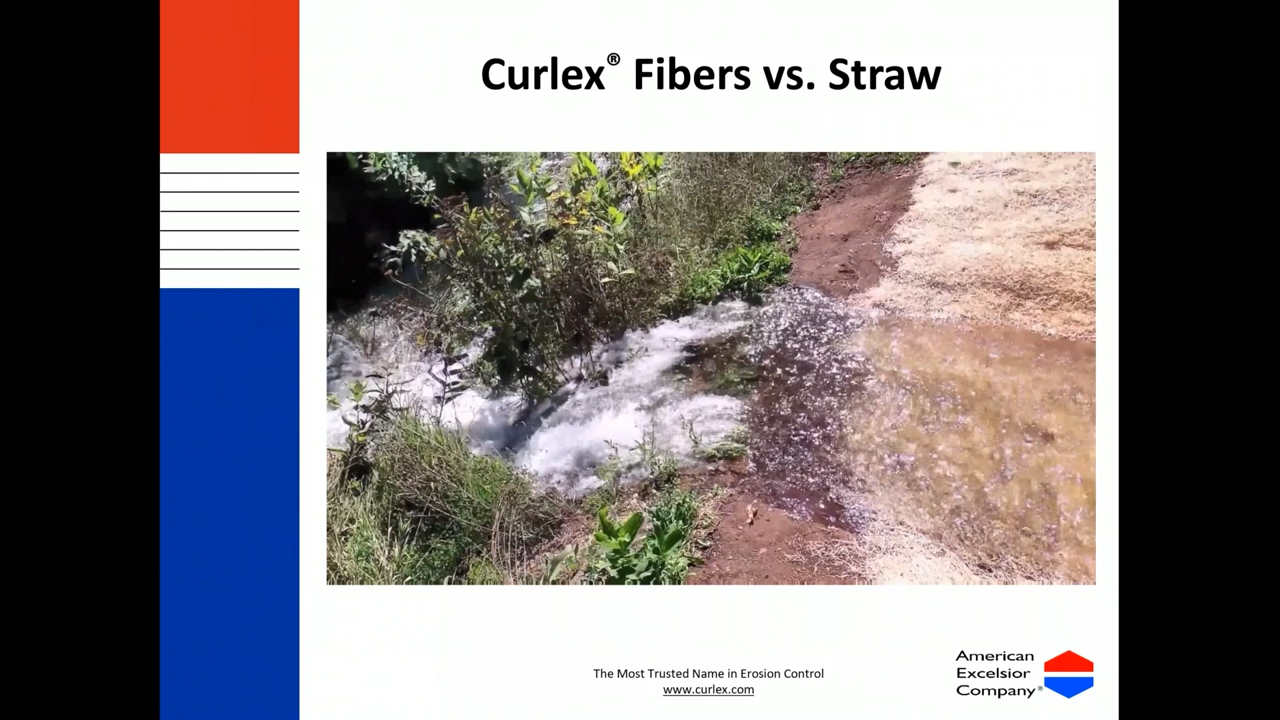 Curlex® Fibers vs. Straw
The Most Trusted Name in Erosion Control
www.curlex.com
American
Excelsior
Company®